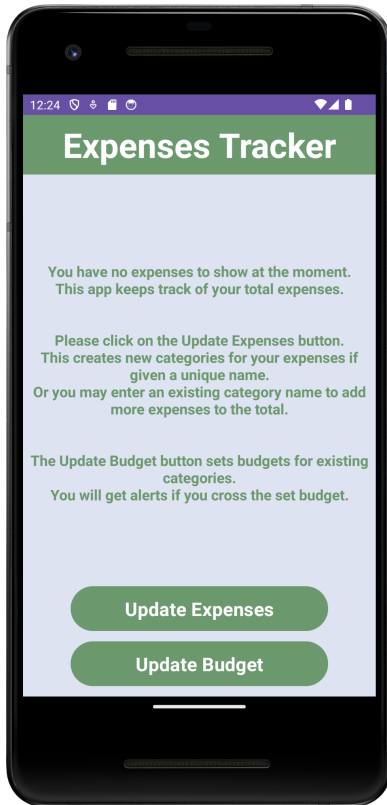 12:24
Expenses Tracker
You have no expenses to show at the moment.
This app keeps track of your total expenses.
Please click on the Update Expenses button.
This creates new categories for your expenses if
given a unique name.
Or you may enter an existing category name to add
more expenses to the total.
The Update Budget button sets budgets for existing
categories.
You will get alerts if you cross the set budget.
Update Expenses
Update Budget